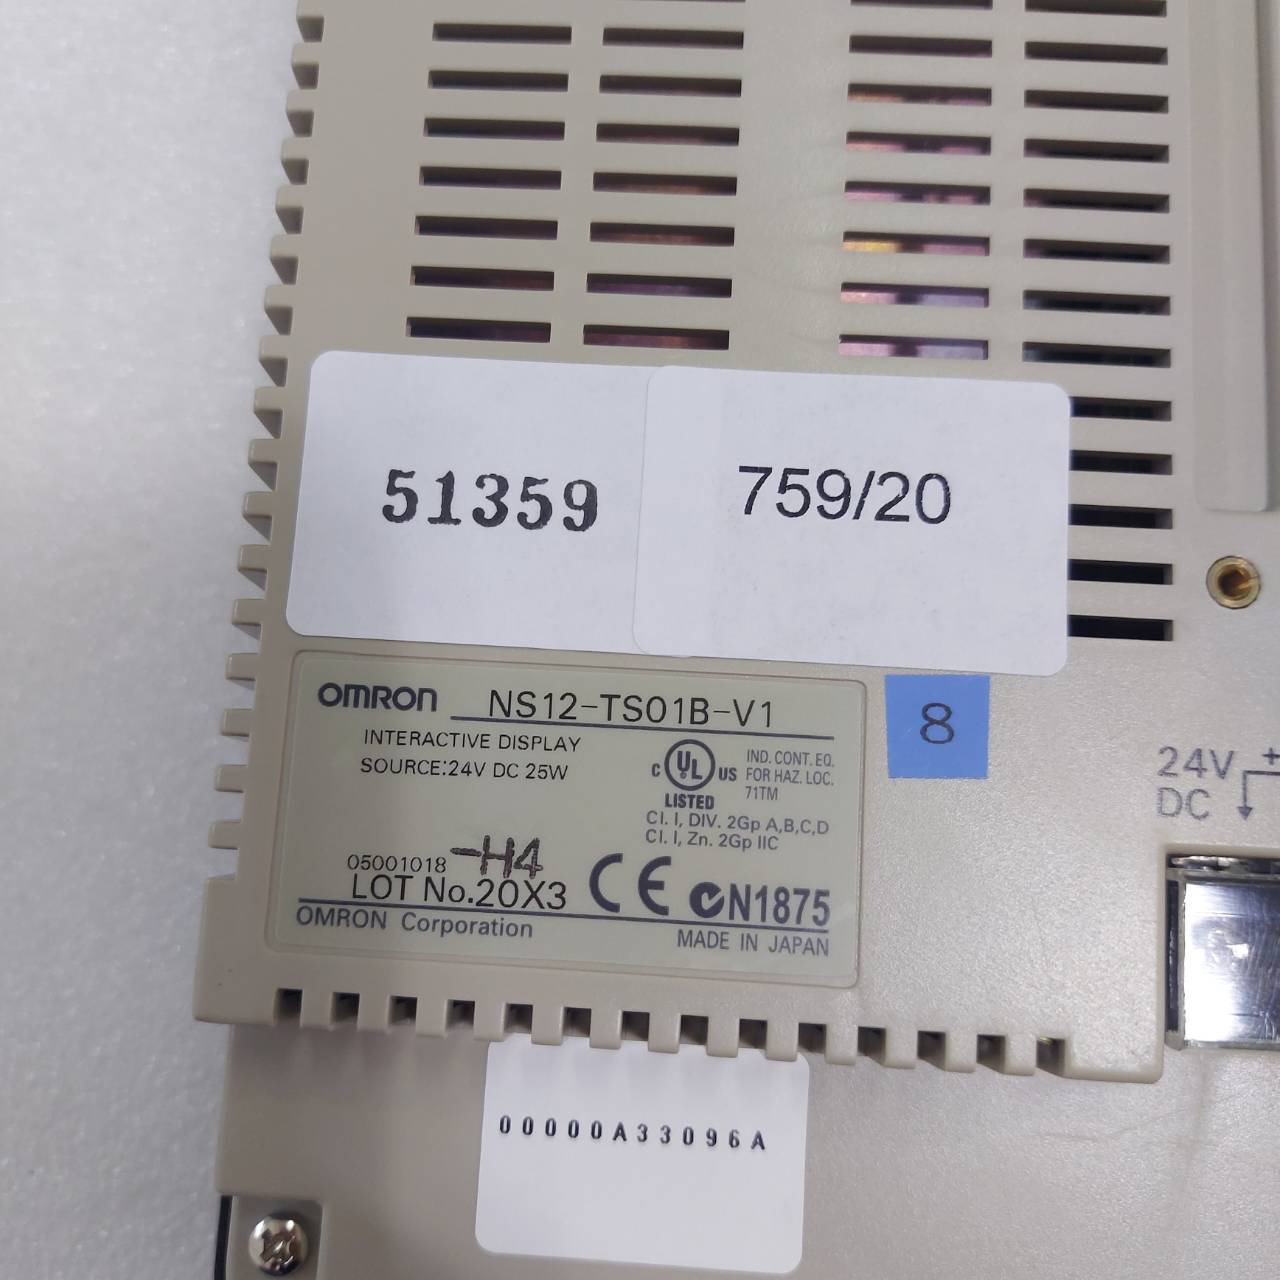 51359
759/20
OMRON NS12-TS01B-V1
INTERACTIVE DISPLAY
SOURCE:24V DC 25W
C UL US
LISTED
IND. CONT. EQ.
FOR HAZ. LOC.
71TM
Cl. I, DIV. 2Gp A,B,C,D
Cl. I, Zn. 2Gp IIC
05001018 -H4
LOT No.20X3
CE
N1875
OMRON Corporation
MADE IN JAPAN
8
24V
DC
+
00000A33096A